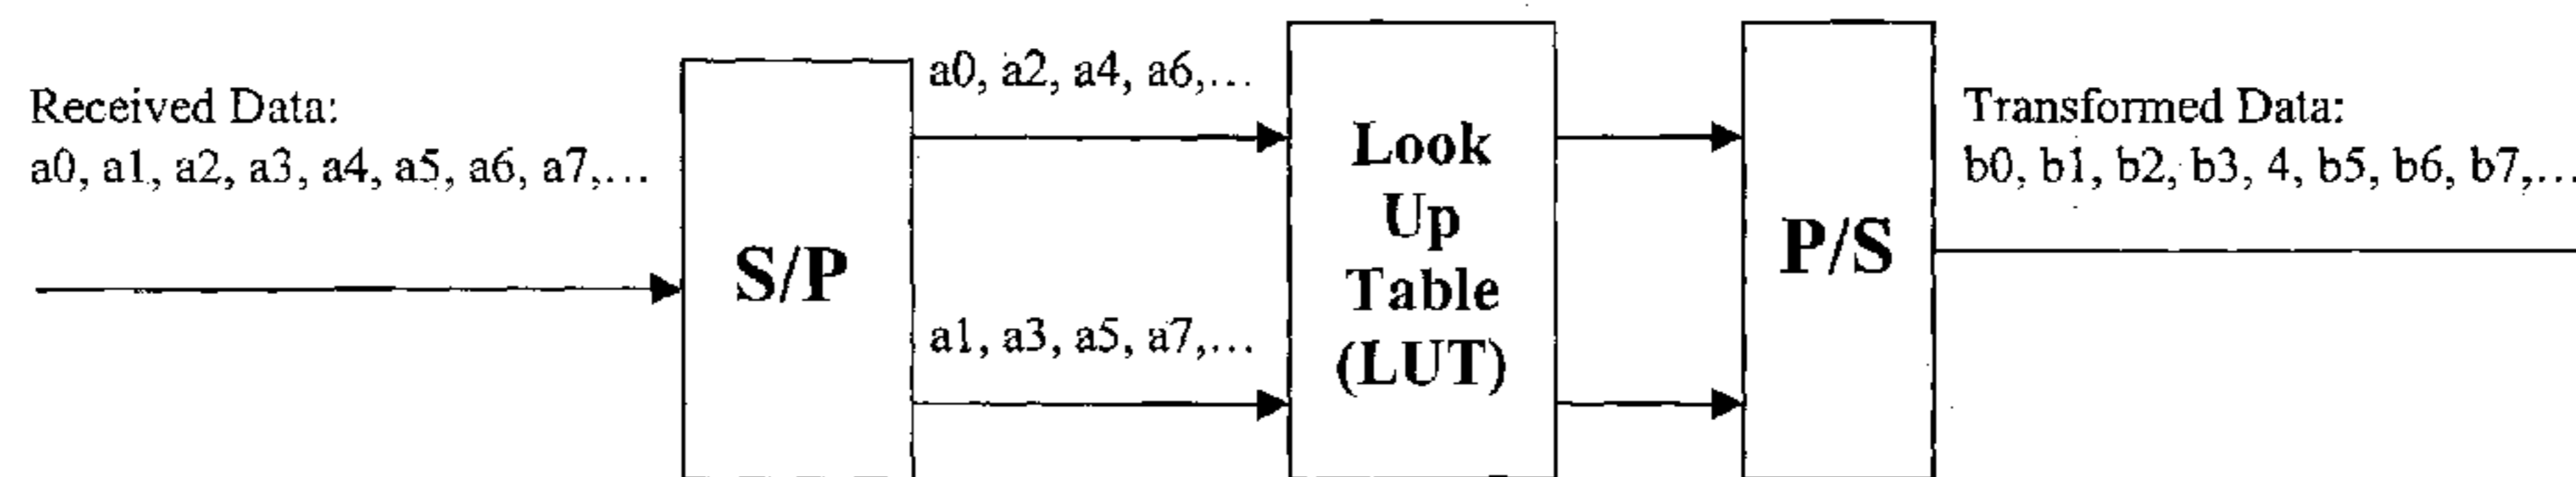 Received Data:
a0, a1, a2, a3, a4, a5, a6, a7,...
S/P
a0, a2, a4, a6,...
a1, a3, a5, a7,...
Look
Up
Table
(LUT)
P/S
Transformed Data:
b0, b1, b2, b3, 4, b5, b6, b7,...